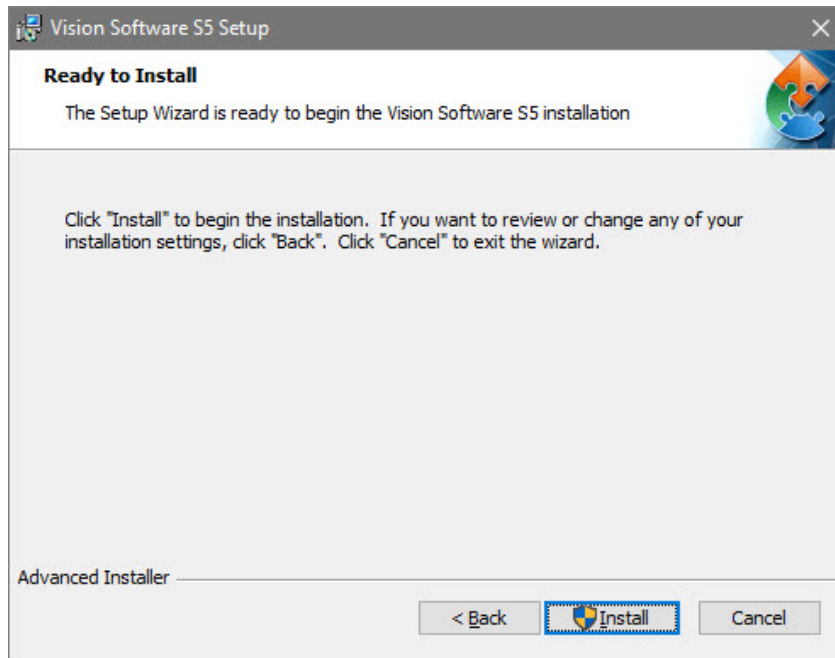 Vision Software S5 Setup
Ready to Install
The Setup Wizard is ready to begin the Vision Software S5 installation
Click "Install" to begin the installation.  If you want to review or change any of your
installation settings, click "Back".  Click "Cancel" to exit the wizard.
Advanced Installer
< Back
Install
Cancel